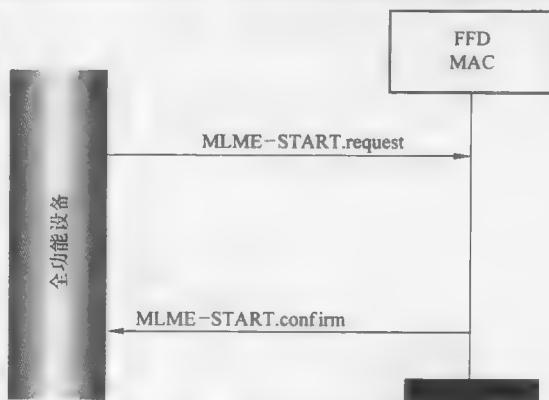 FFD
MAC
MLME-START.request
全功能设备
MLME-START.confirm